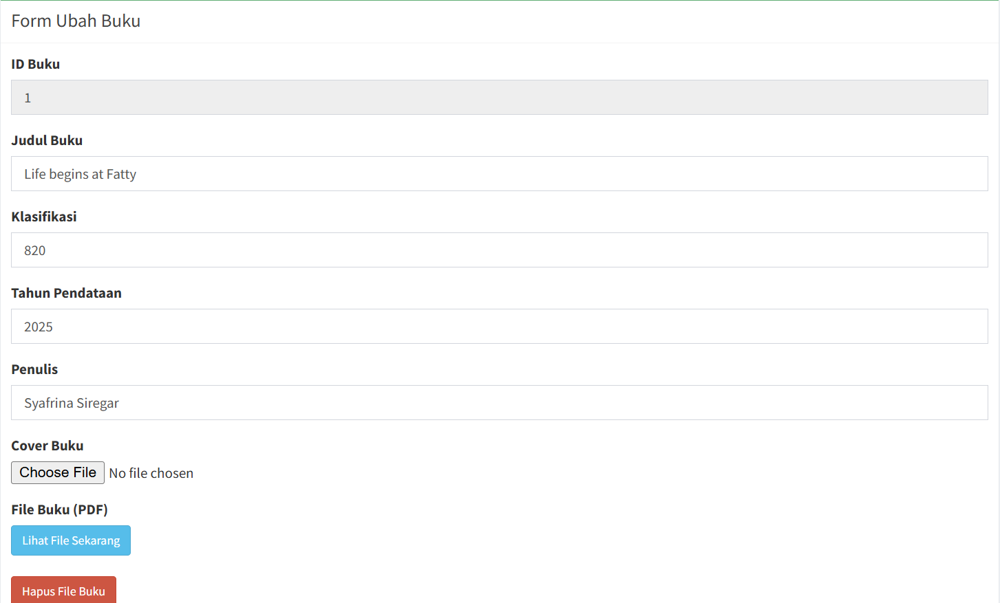 Form Ubah Buku
ID Buku
1
Judul Buku
Life begins at Fatty
Klasifikasi
820
Tahun Pendataan
2025
Penulis
Syafrina Siregar
Cover Buku
Choose File No file chosen
File Buku (PDF)
Lihat File Sekarang
Hapus File Buku